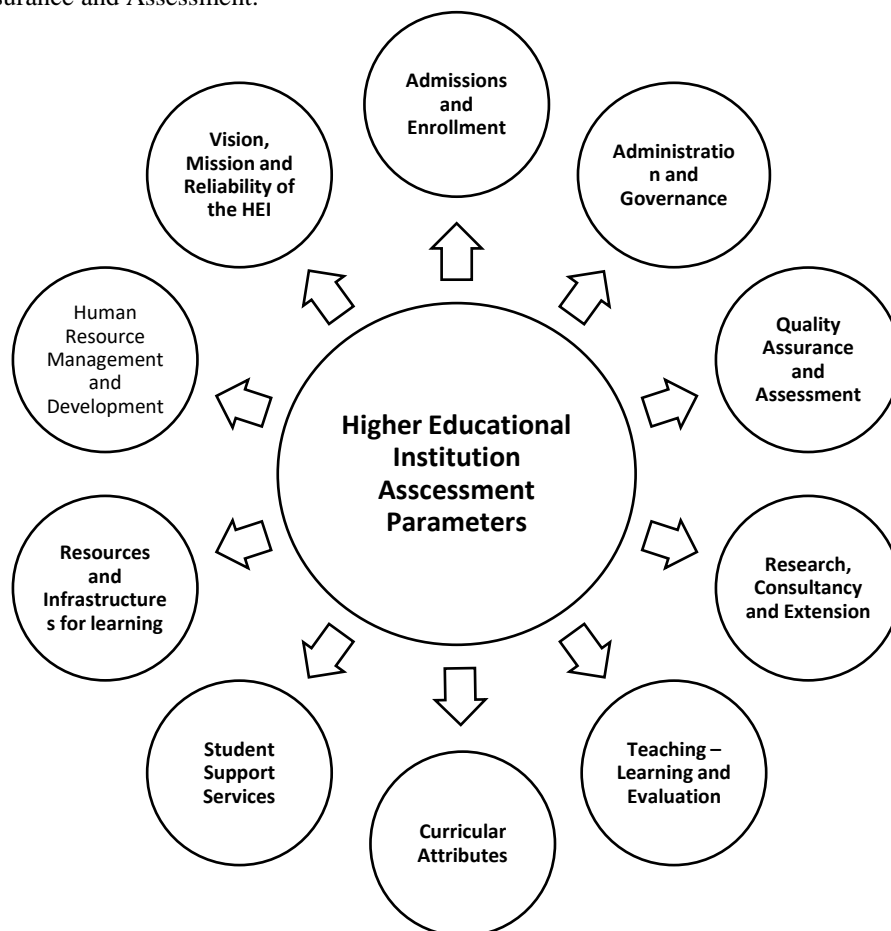 surance and Assessment.
Admissions
and
Enrollment
Administratio
n and
Governance
Quality
Assurance
and
Assessment
Research,
Consultancy
and Extension
Teaching –
Learning and
Evaluation
Curricular
Attributes
Student
Support
Services
Resources
and
Infrastructure
s for learning
Human
Resource
Management
and
Development
Vision,
Mission and
Reliability of
the HEI
Higher Educational
Institution
Asscessment
Parameters